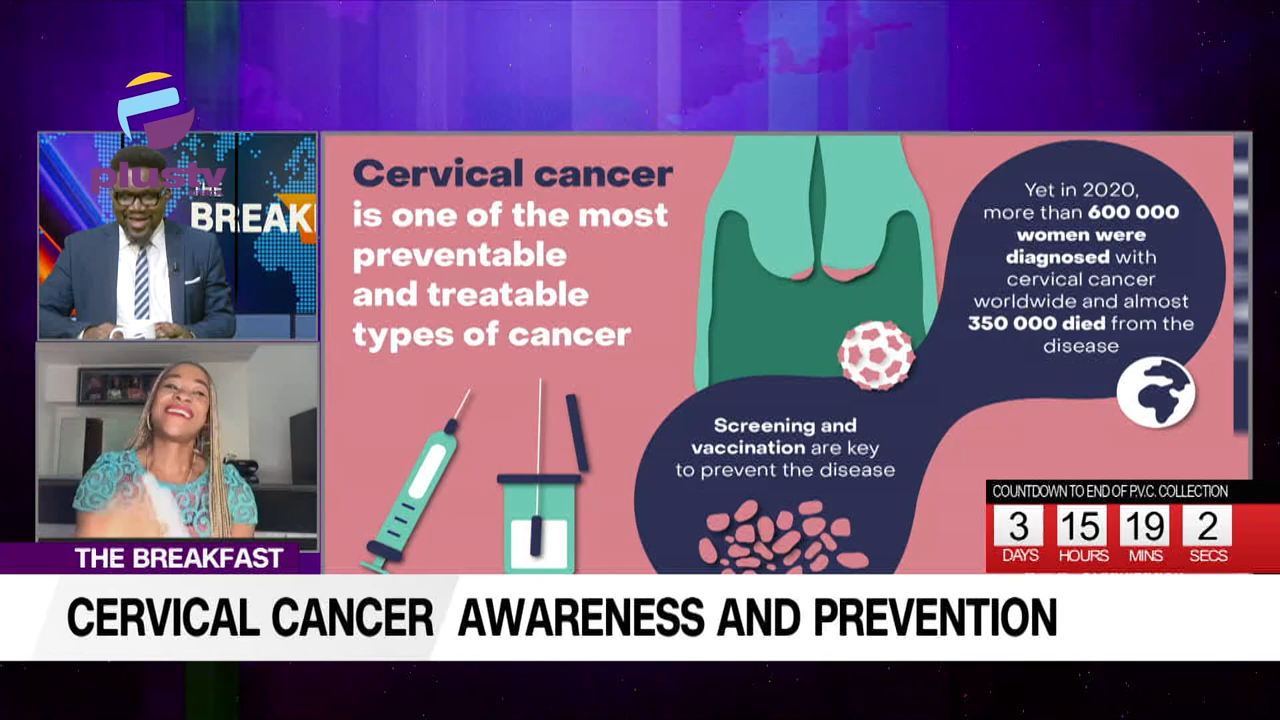 plustv
THE
BREAK
Cervical cancer
is one of the most
preventable
and treatable
types of cancer
Yet in 2020,
more than 600 000
women were
diagnosed with
cervical cancer
worldwide and almost
350 000 died from the
disease
Screening and
vaccination are key
to prevent the disease
COUNTDOWN TO END OF P.V.C. COLLECTION
3 15 19 2
DAYS HOURS MINS SECS
THE BREAKFAST
CERVICAL CANCER AWARENESS AND PREVENTION